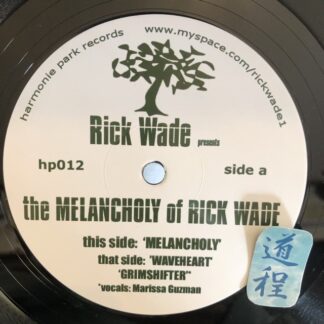 harmonie park records
www.myspace.com/rickwade1
Rick Wade presents
hp012
side a
the MELANCHOLY of RICK WADE
this side: 'MELANCHOLY'
that side: 'WAVEHEART'
'GRIMSHIFTER*'
*vocals: Marissa Guzman
道程